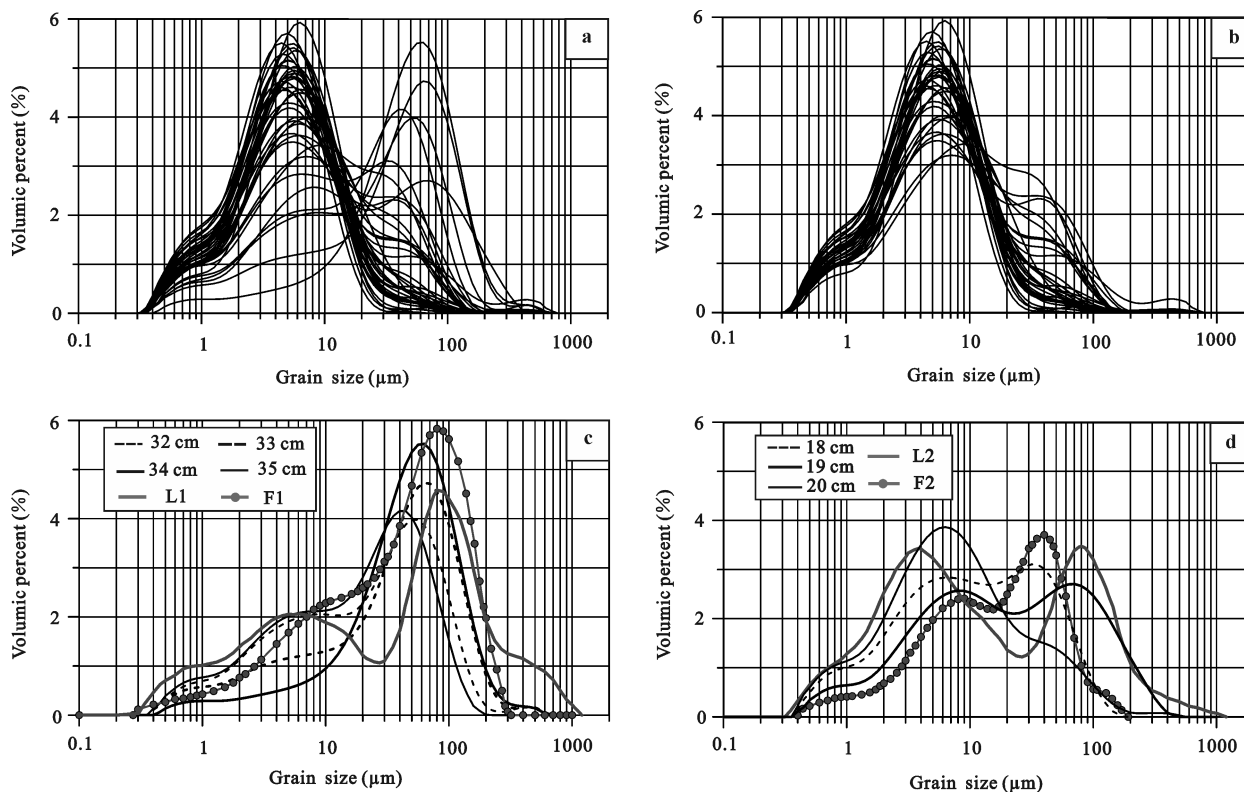 a
6
4
2
0
Volumic percent (%)
0.1 1 10 100 1000
Grain size (µm)
b
6
4
2
0
Volumic percent (%)
0.1 1 10 100 1000
Grain size (µm)
c
6
4
2
0
Volumic percent (%)
32 cm 33 cm
34 cm 35 cm
L1 F1
0.1 1 10 100 1000
Grain size (µm)
d
6
4
2
0
Volumic percent (%)
18 cm L2
19 cm F2
20 cm
0.1 1 10 100 1000
Grain size (µm)